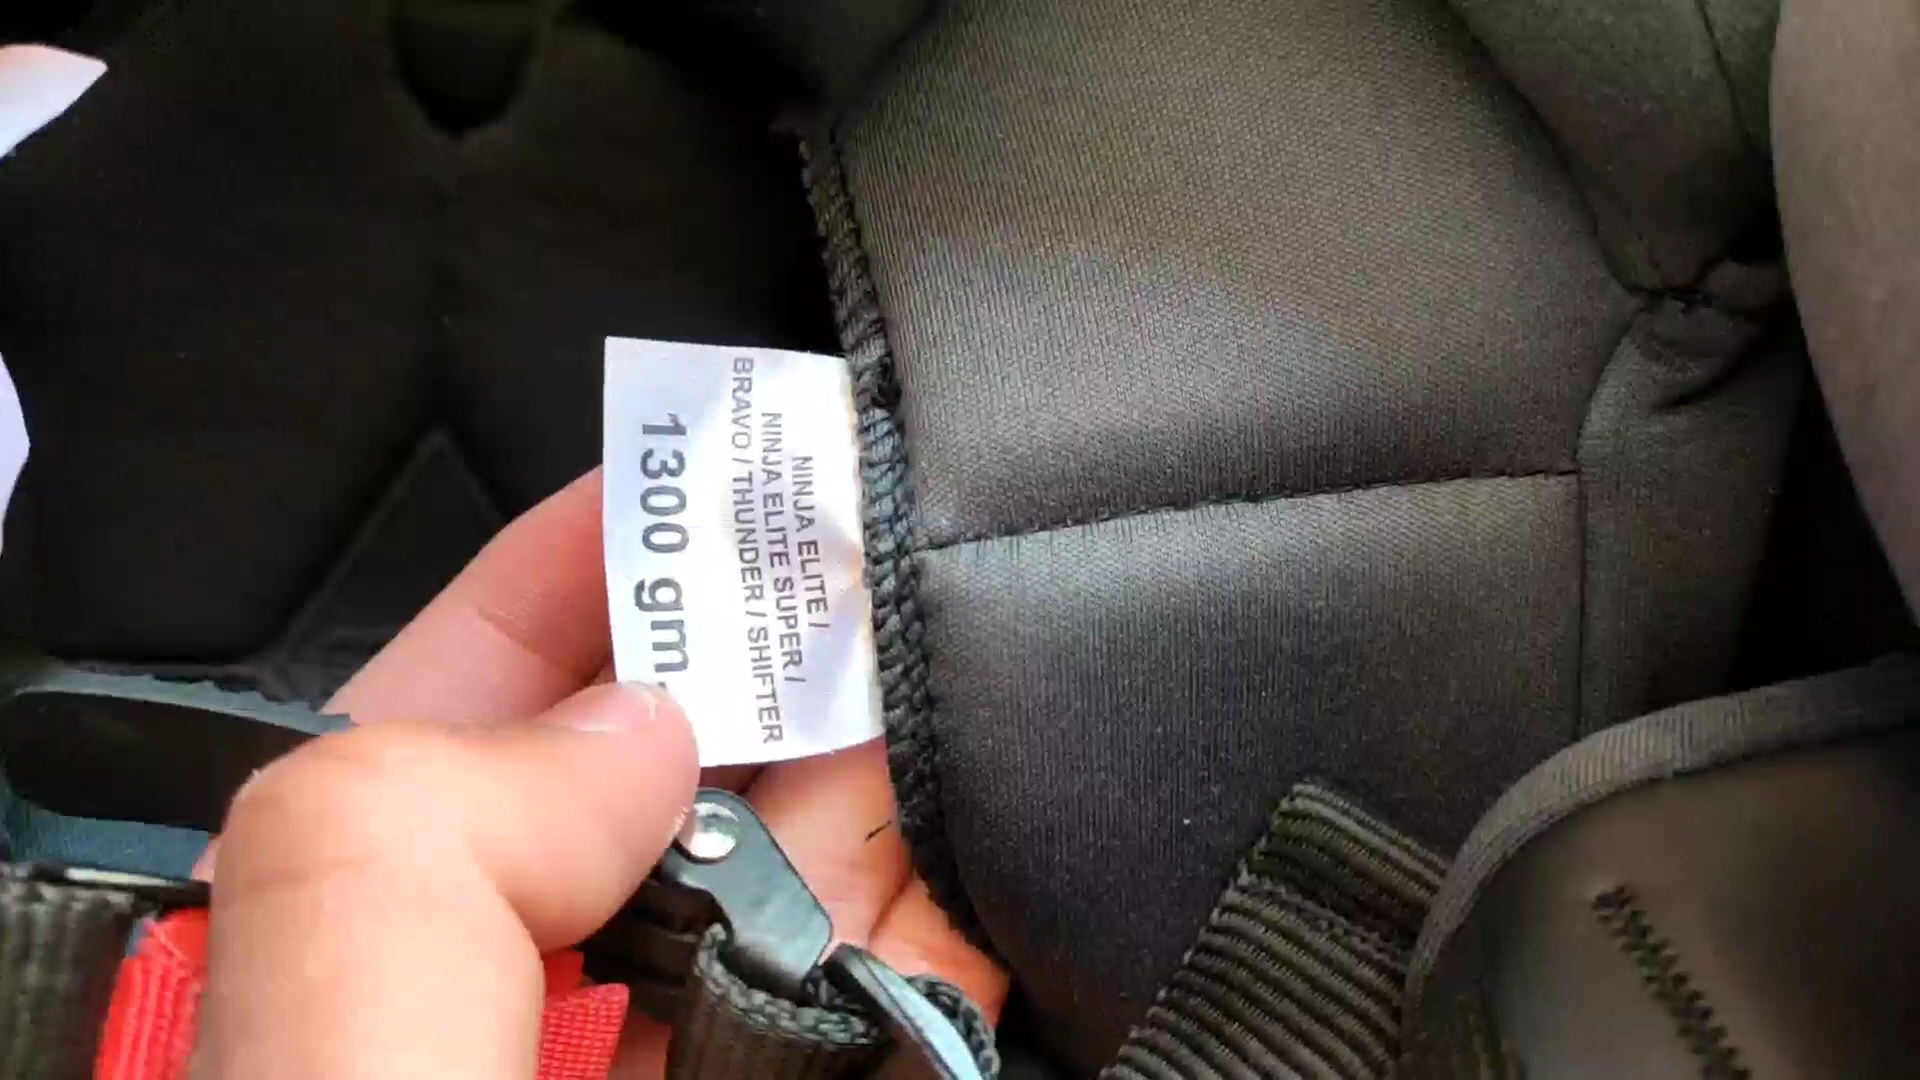 NINJA ELITE /
NINJA ELITE SUPER /
BRAVO / THUNDER / SHIFTER
1300 gm.